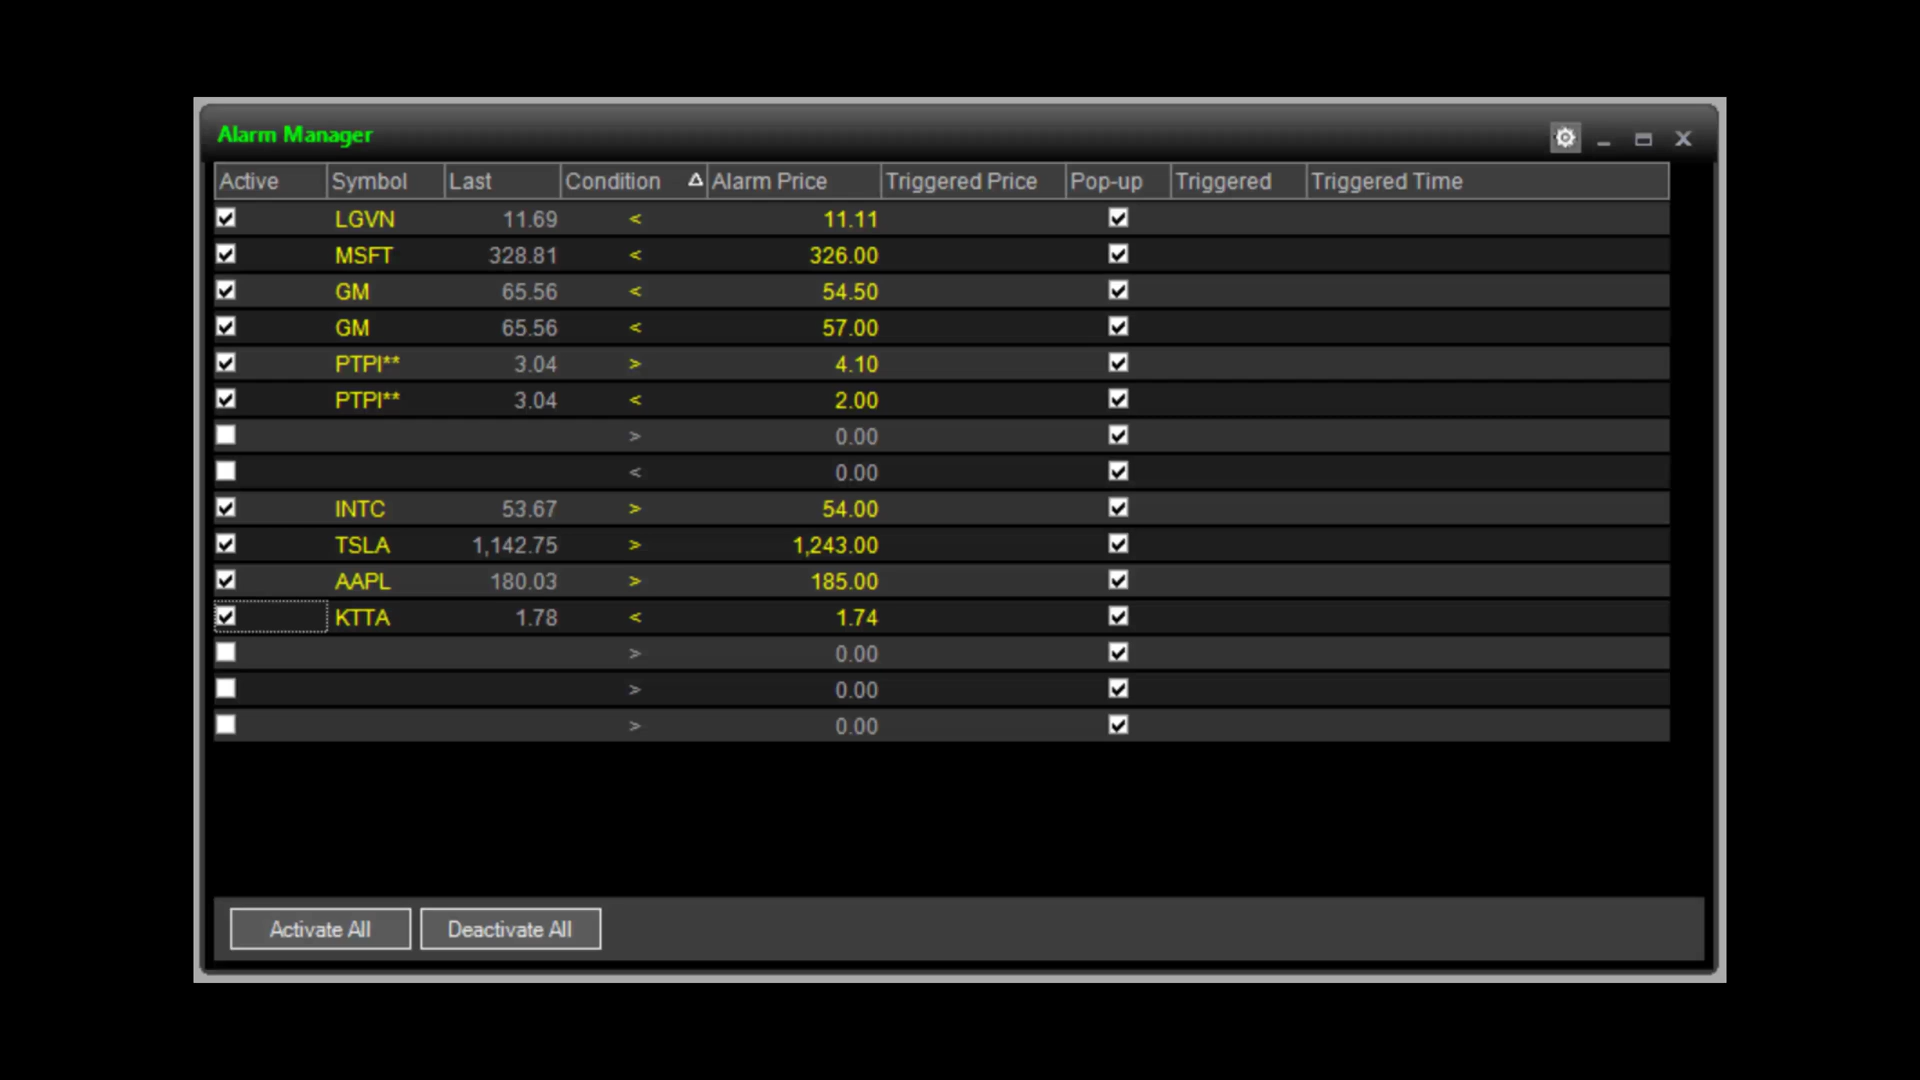 Alarm Manager
Active Symbol Last Condition Alarm Price Triggered Price Pop-up Triggered Triggered Time
LGVN 11.69 < 11.11
MSFT 328.81 < 326.00
GM 65.56 < 54.50
GM 65.56 < 57.00
PTPI** 3.04 > 4.10
PTPI** 3.04 < 2.00
> 0.00
< 0.00
INTC 53.67 > 54.00
TSLA 1,142.75 > 1,243.00
AAPL 180.03 > 185.00
KTTA 1.78 < 1.74
> 0.00
> 0.00
> 0.00
Activate All Deactivate All